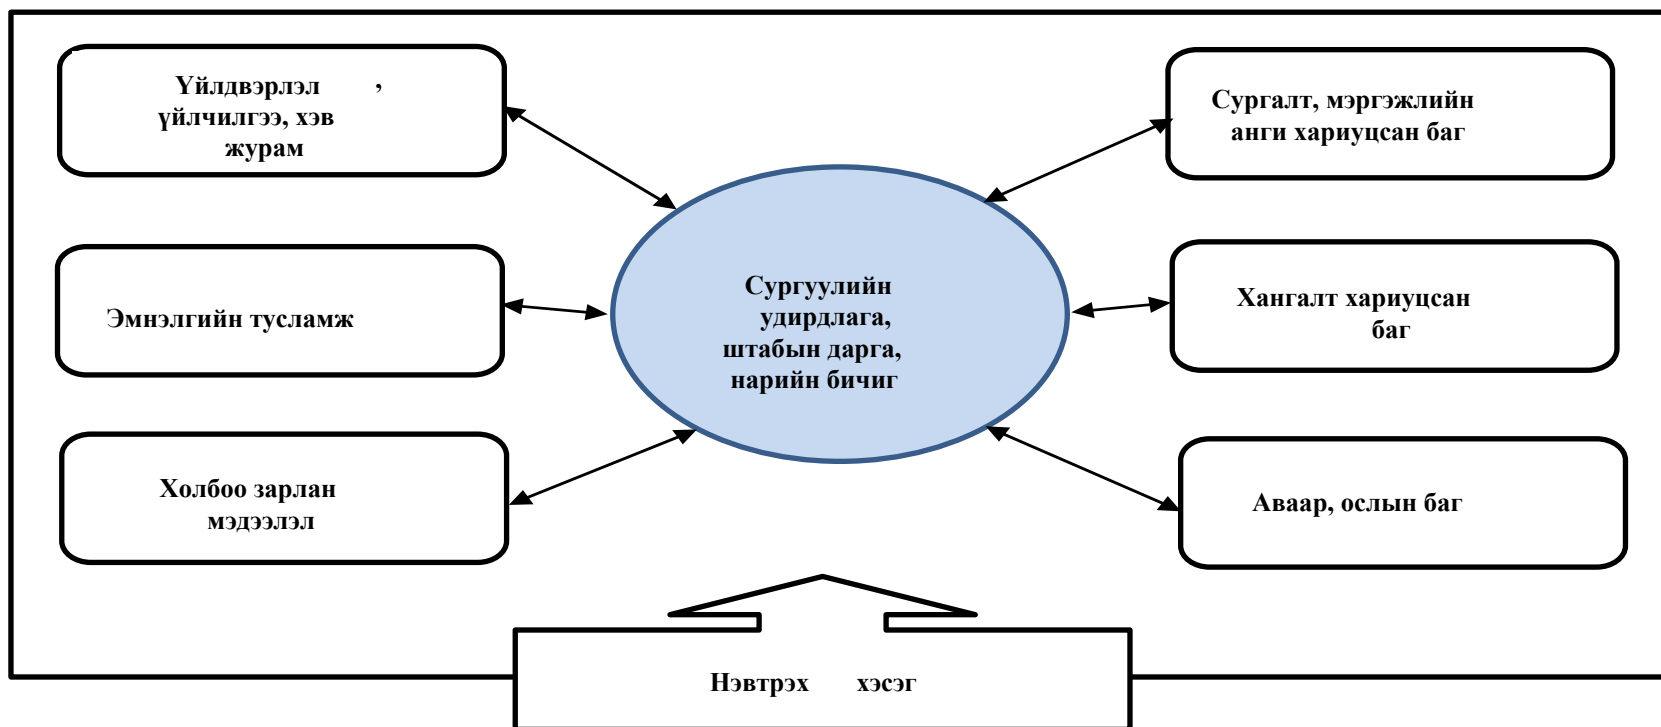 Үйлдвэрлэл ,
үйлчилгээ, хэв
журам
Сургалт, мэргэжлийн
анги хариуцсан баг
Эмнэлгийн тусламж
Сургуулийн
удирдлага,
штабын дарга,
нарийн бичиг
Хангалт хариуцсан
баг
Холбоо зарлан
мэдээлэл
Аваар, ослын баг
Нэвтрэх хэсэг